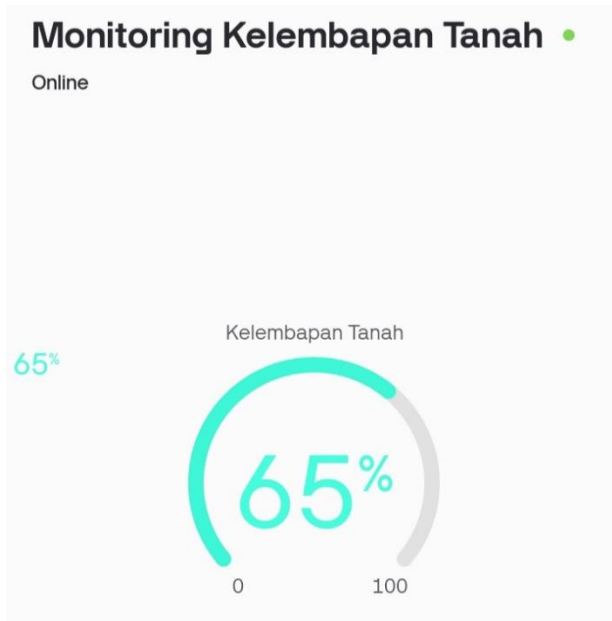 Monitoring Kelembapan Tanah
Online
Kelembapan Tanah
65%
65%
0 100